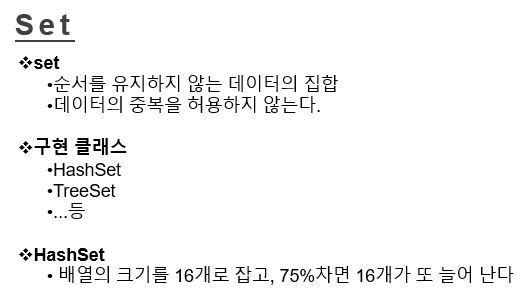 Set
❖set
•순서를 유지하지 않는 데이터의 집합
•데이터의 중복을 허용하지 않는다.
❖구현 클래스
•HashSet
•TreeSet
•...등
❖HashSet
• 배열의 크기를 16개로 잡고, 75%차면 16개가 또 늘어 난다